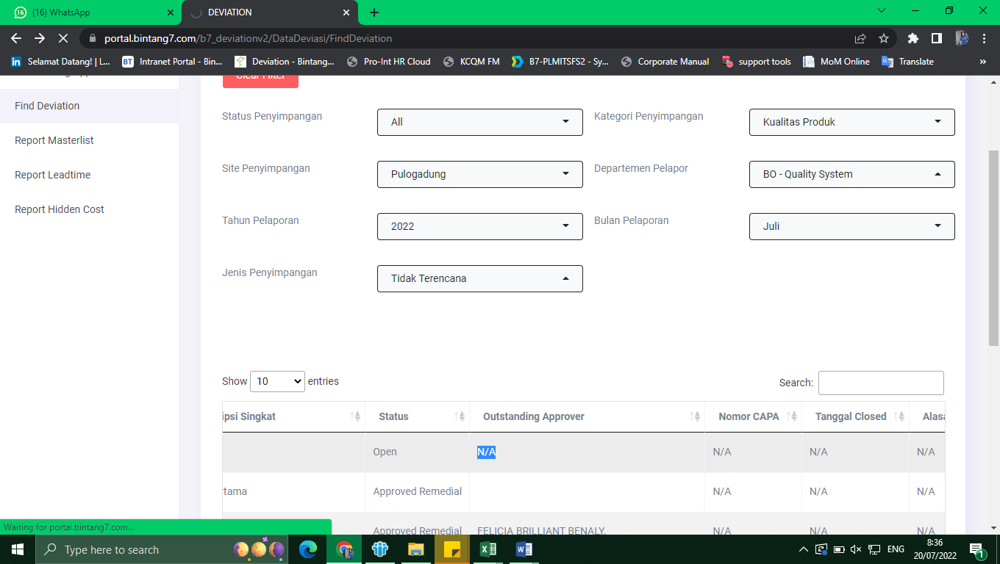 (16) WhatsApp
DEVIATION
portal.bintang7.com/b7_deviationv2/DataDeviasi/FindDeviation
Selamat Datang! | L...
Intranet Portal - Bin...
Deviation - Bintang...
Pro-Int HR Cloud
KCQM FM
B7-PLMITSFS2 - Sy...
Corporate Manual
support tools
MoM Online
Translate
»
Find Deviation
Report Masterlist
Report Leadtime
Report Hidden Cost
Clear Filter
Status Penyimpangan
All
Kategori Penyimpangan
Kualitas Produk
Site Penyimpangan
Pulogadung
Departemen Pelapor
BO - Quality System
Tahun Pelaporan
2022
Bulan Pelaporan
Juli
Jenis Penyimpangan
Tidak Terencana
Show 10 entries
Search:
ipsi Singkat Status Outstanding Approver Nomor CAPA Tanggal Closed Alasa
Open N/A N/A N/A N/A
tama Approved Remedial N/A N/A N/A
Approved Remedial FELICIA BRILLIANT BENALY, N/A N/A N/A
Waiting for portal.bintang7.com...
Type here to search
ENG
8:36
20/07/2022
1